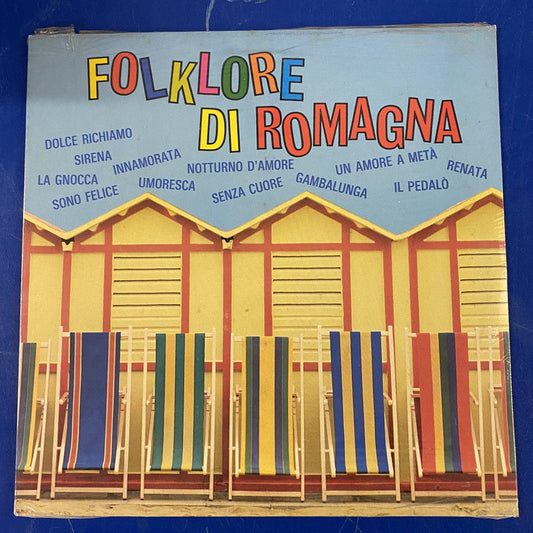 FOLKLORE
DI ROMAGNA
DOLCE RICHIAMO
SIRENA
LA GNOCCA
INNAMORATA
SONO FELICE
UMORESCA
NOTTURNO D'AMORE
SENZA CUORE
GAMBALUNGA
UN AMORE A METÀ
IL PEDALÒ
RENATA